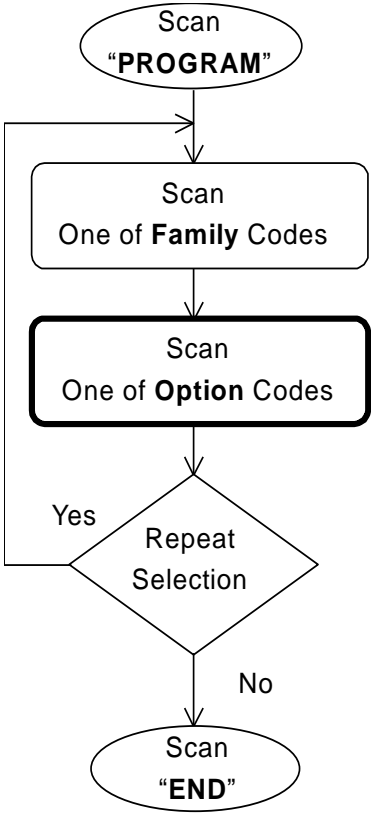 Scan
“PROGRAM”
Scan
One of Family Codes
Scan
One of Option Codes
Yes
Repeat
Selection
No
Scan
“END”